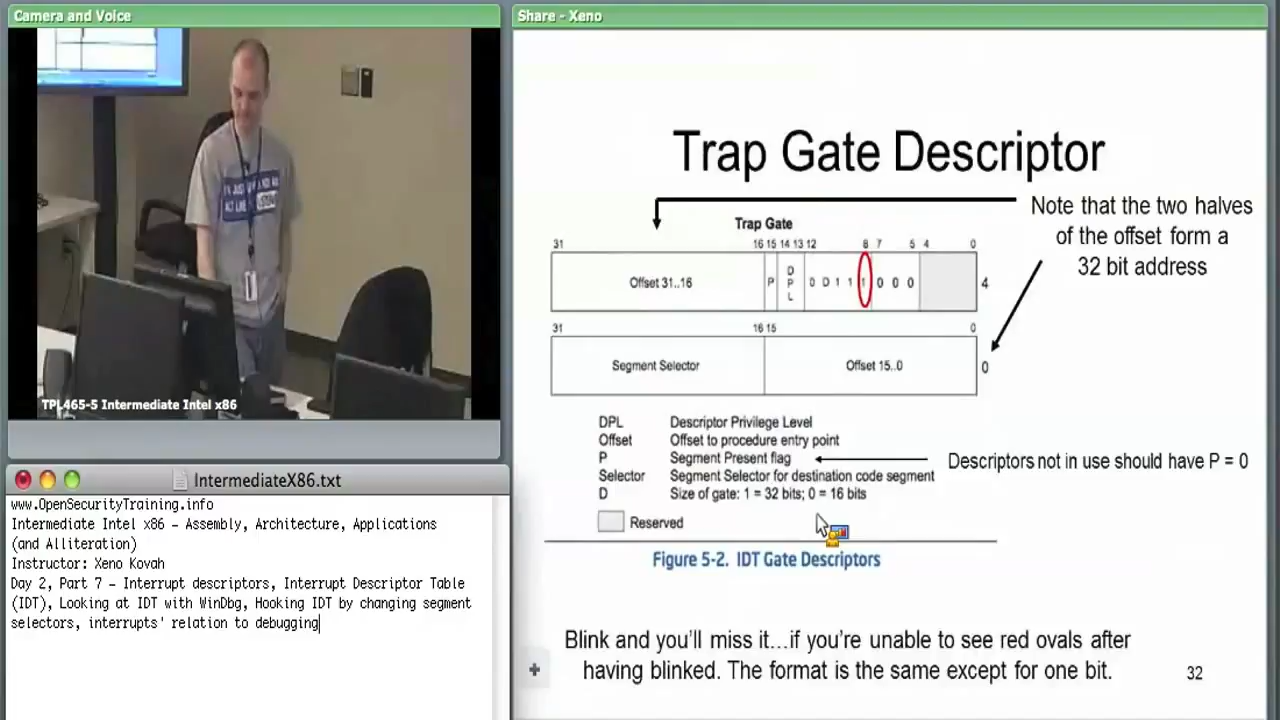 Camera and Voice
TPL465-5 Intermediate Intel x86
IntermediateX86.txt
www.OpenSecurityTraining.info
Intermediate Intel x86 – Assembly, Architecture, Applications
(and Alliteration)
Instructor: Xeno Kovah
Day 2, Part 7 – Interrupt descriptors, Interrupt Descriptor Table
(IDT), Looking at IDT with WinDbg, Hooking IDT by changing segment
selectors, interrupts' relation to debugging
Share - Xeno
Trap Gate Descriptor
Note that the two halves
of the offset form a
32 bit address
Trap Gate
31 16 15 14 13 12 8 7 5 4 0
Offset 31..16 P DPL 0 D 1 1 1 0 0 0 4
31 16 15 0
Segment Selector Offset 15..0 0
DPL Descriptor Privilege Level
Offset Offset to procedure entry point
P Segment Present flag
Selector Segment Selector for destination code segment
D Size of gate: 1 = 32 bits; 0 = 16 bits
Reserved
Descriptors not in use should have P = 0
Figure 5-2. IDT Gate Descriptors
Blink and you'll miss it…if you're unable to see red ovals after
having blinked. The format is the same except for one bit.
32